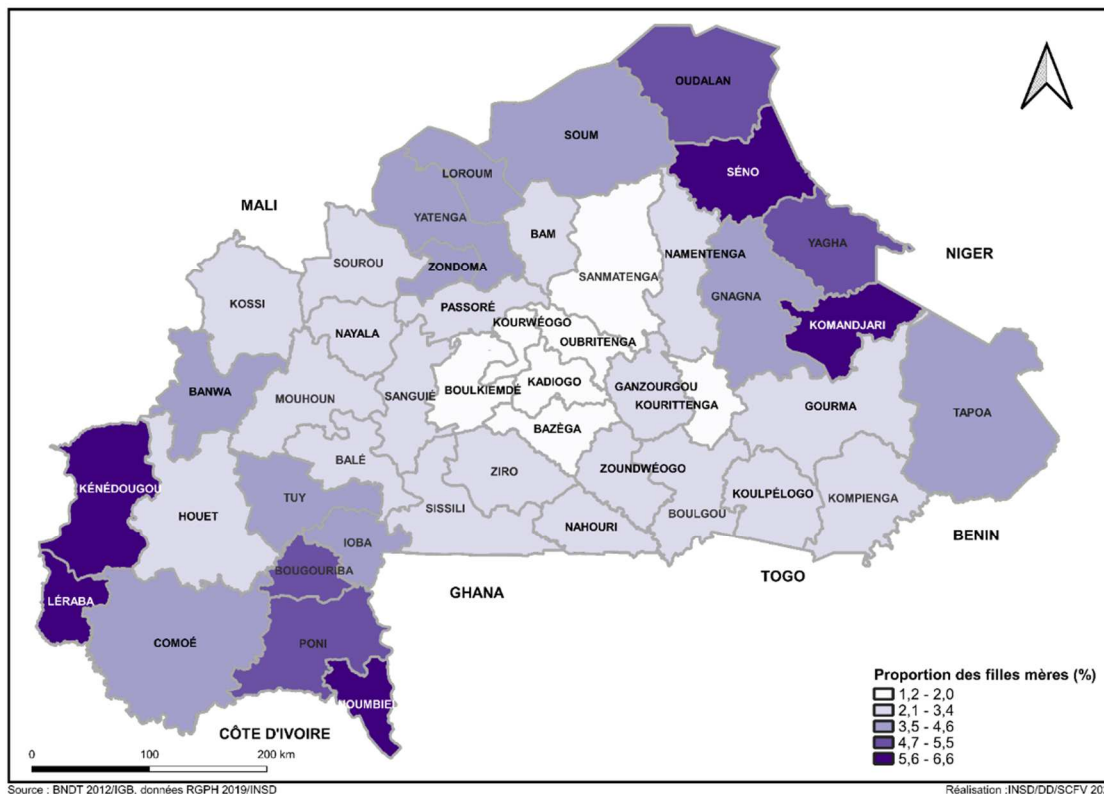 OUDALAN
SOUM
SÉNO
LOROUM
MALI
YATENGA
BAM
YAGHA
NAMENTENGA
NIGER
SOUROU
ZONDOMA
SANMATENGA
GNAGNA
KOSSI
PASSORÉ
KOMANDJARI
NAYALA
KOURWÉOGO
OUBRITENGA
BANWA
BOULKIEMDÉ
KADIOGO
GANZOURGOU
MOUHOUN
SANGUIÉ
KOURITTENGA
GOURMA
TAPOA
BAZÈGA
BALÉ
ZIRO
ZOUNDWÉOGO
KÉNÉDOUGOU
TUY
KOULPÉLOGO
KOMPIENGA
HOUET
SISSILI
NAHOURI
BOULGOU
IOBA
BENIN
BOUGOURIBA
TOGO
GHANA
LÉRABA
COMOÉ
PONI
CÔTE D'IVOIRE
Proportion des filles mères (%)
1,2 - 2,0
2,1 - 3,4
3,5 - 4,6
4,7 - 5,5
5,6 - 6,6
0 100 200 km
Source : BNDT 2012/IGB, données RGPH 2019/INSD
Réalisation :INSD/DD/SCFV